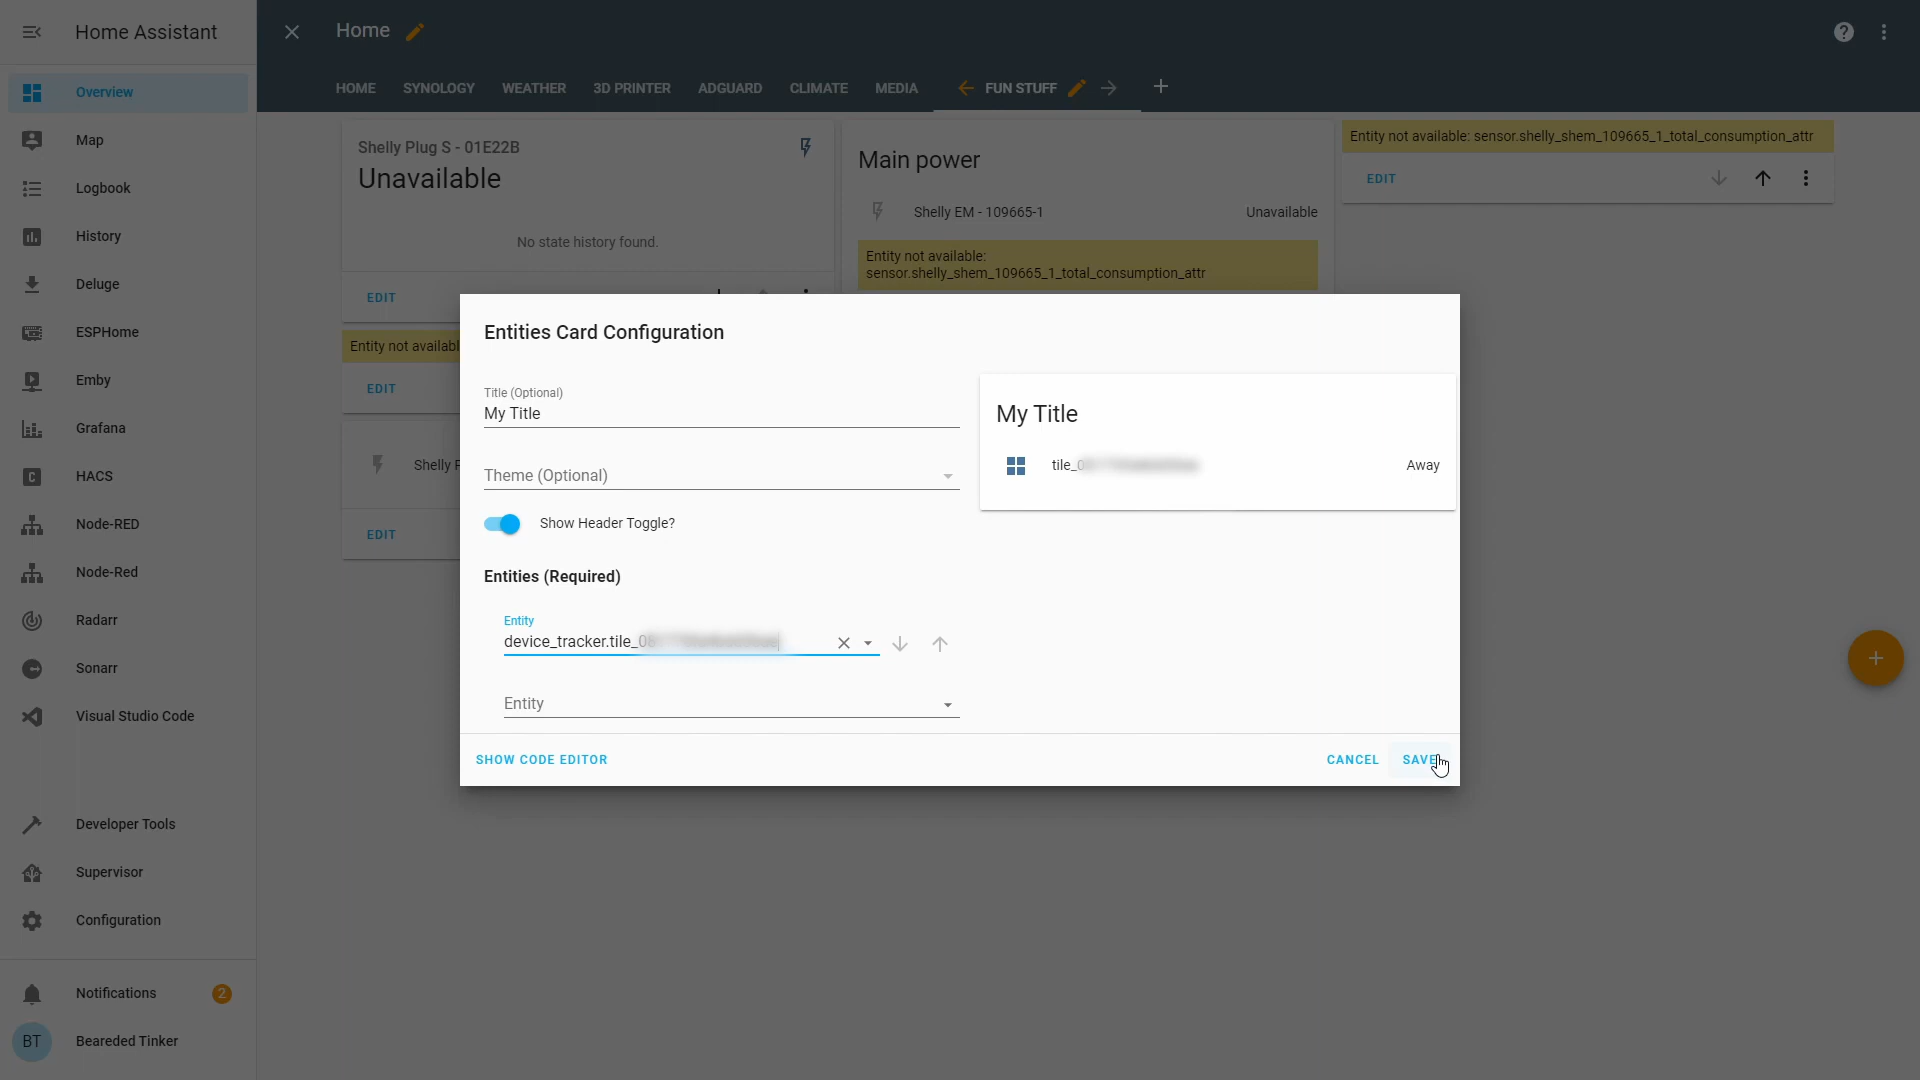 Home Assistant
Overview
Map
Logbook
History
Deluge
ESPHome
Emby
Grafana
HACS
Node-RED
Node-Red
Radarr
Sonarr
Visual Studio Code
Developer Tools
Supervisor
Configuration
Notifications 2
BT Beareded Tinker
Home
HOME SYNOLOGY WEATHER 3D PRINTER ADGUARD CLIMATE MEDIA FUN STUFF
Shelly Plug S - 01E22B
Unavailable
No state history found.
EDIT
Entity not availabl
EDIT
Shelly
EDIT
Main power
Shelly EM - 109665-1 Unavailable
Entity not available:
sensor.shelly_shem_109665_1_total_consumption_attr
Entity not available: sensor.shelly_shem_109665_1_total_consumption_attr
EDIT
Entities Card Configuration
Title (Optional)
My Title
Theme (Optional)
Show Header Toggle?
Entities (Required)
Entity
device_tracker.tile_
Entity
My Title
tile_ Away
SHOW CODE EDITOR CANCEL SAVE